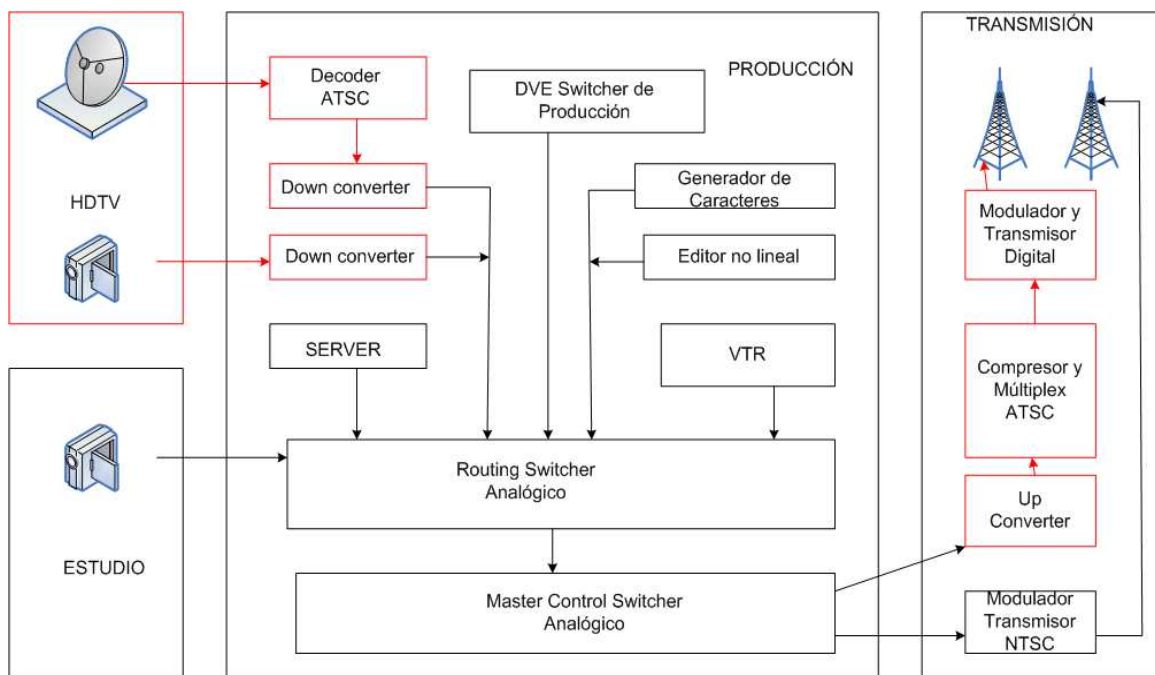 HDTV
ESTUDIO
PRODUCCIÓN
Decoder
ATSC
Down converter
Down converter
DVE Switcher de
Producción
Generador de
Caracteres
Editor no lineal
SERVER
VTR
Routing Switcher
Analógico
Master Control Switcher
Analógico
TRANSMISIÓN
Modulador y
Transmisor
Digital
Compresor y
Múltiplex
ATSC
Up
Converter
Modulador
Transmisor
NTSC